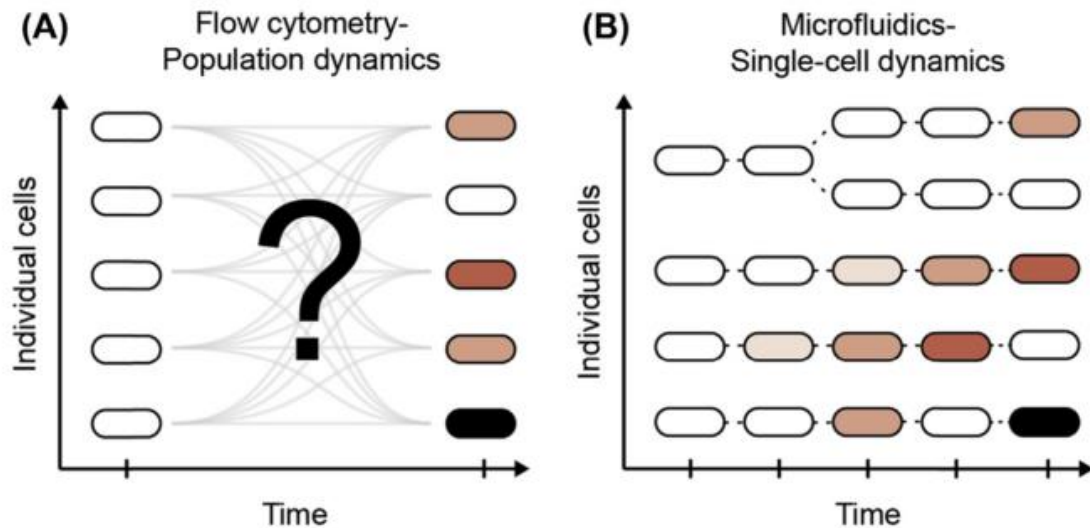 (A)
Flow cytometry-
Population dynamics
Individual cells
?
Time
(B)
Microfluidics-
Single-cell dynamics
Individual cells
Time